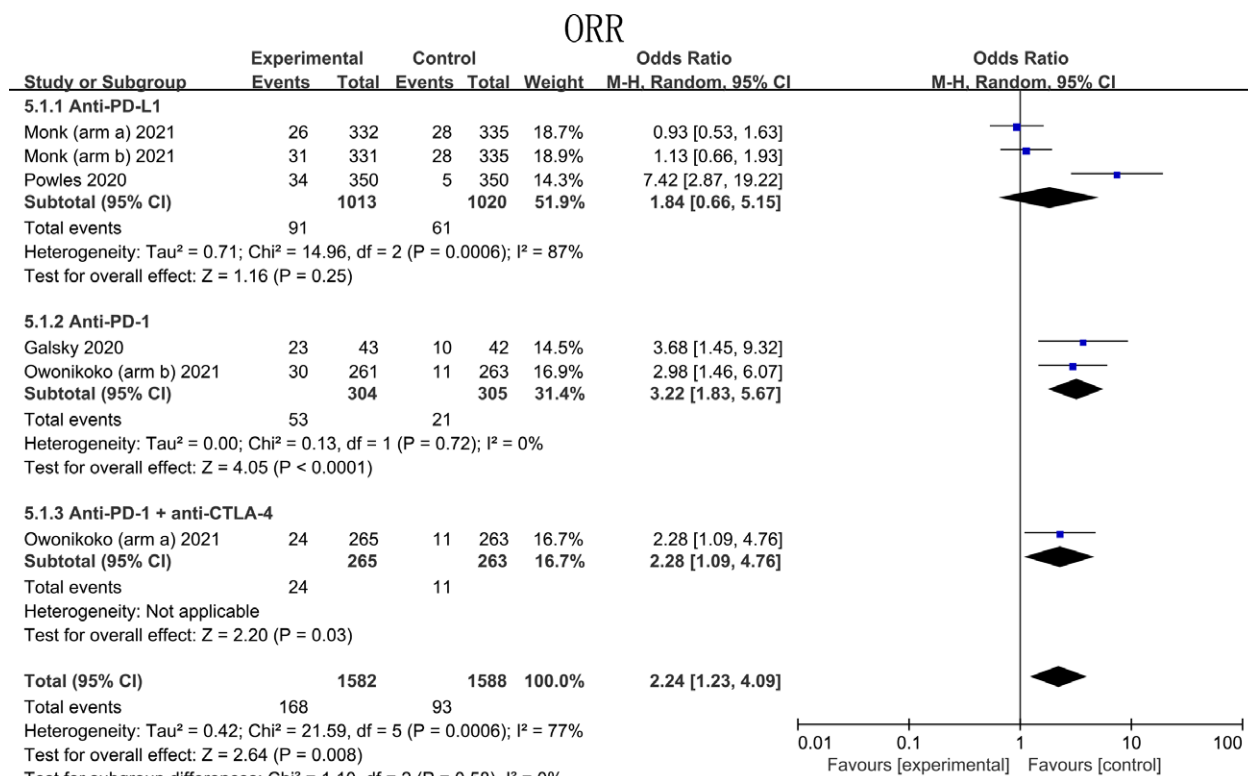 ORR
Experimental Control Odds Ratio Odds Ratio
Study or Subgroup Events Total Events Total Weight M-H, Random, 95% CI M-H, Random, 95% CI
5.1.1 Anti-PD-L1
Monk (arm a) 2021 26 332 28 335 18.7% 0.93 [0.53, 1.63]
Monk (arm b) 2021 31 331 28 335 18.9% 1.13 [0.66, 1.93]
Powles 2020 34 350 5 350 14.3% 7.42 [2.87, 19.22]
Subtotal (95% CI) 1013 1020 51.9% 1.84 [0.66, 5.15]
Total events 91 61
Heterogeneity: Tau² = 0.71; Chi² = 14.96, df = 2 (P = 0.0006); I² = 87%
Test for overall effect: Z = 1.16 (P = 0.25)
5.1.2 Anti-PD-1
Galsky 2020 23 43 10 42 14.5% 3.68 [1.45, 9.32]
Owonikoko (arm b) 2021 30 261 11 263 16.9% 2.98 [1.46, 6.07]
Subtotal (95% CI) 304 305 31.4% 3.22 [1.83, 5.67]
Total events 53 21
Heterogeneity: Tau² = 0.00; Chi² = 0.13, df = 1 (P = 0.72); I² = 0%
Test for overall effect: Z = 4.05 (P < 0.0001)
5.1.3 Anti-PD-1 + anti-CTLA-4
Owonikoko (arm a) 2021 24 265 11 263 16.7% 2.28 [1.09, 4.76]
Subtotal (95% CI) 265 263 16.7% 2.28 [1.09, 4.76]
Total events 24 11
Heterogeneity: Not applicable
Test for overall effect: Z = 2.20 (P = 0.03)
Total (95% CI) 1582 1588 100.0% 2.24 [1.23, 4.09]
Total events 168 93
Heterogeneity: Tau² = 0.42; Chi² = 21.59, df = 5 (P = 0.0006); I² = 77%
Test for overall effect: Z = 2.64 (P = 0.008)
0.01 0.1 1 10 100
Favours [experimental] Favours [control]
Test for subgroup differences: Chi² = 1.10, df = 2 (P = 0.58), I² = 0%